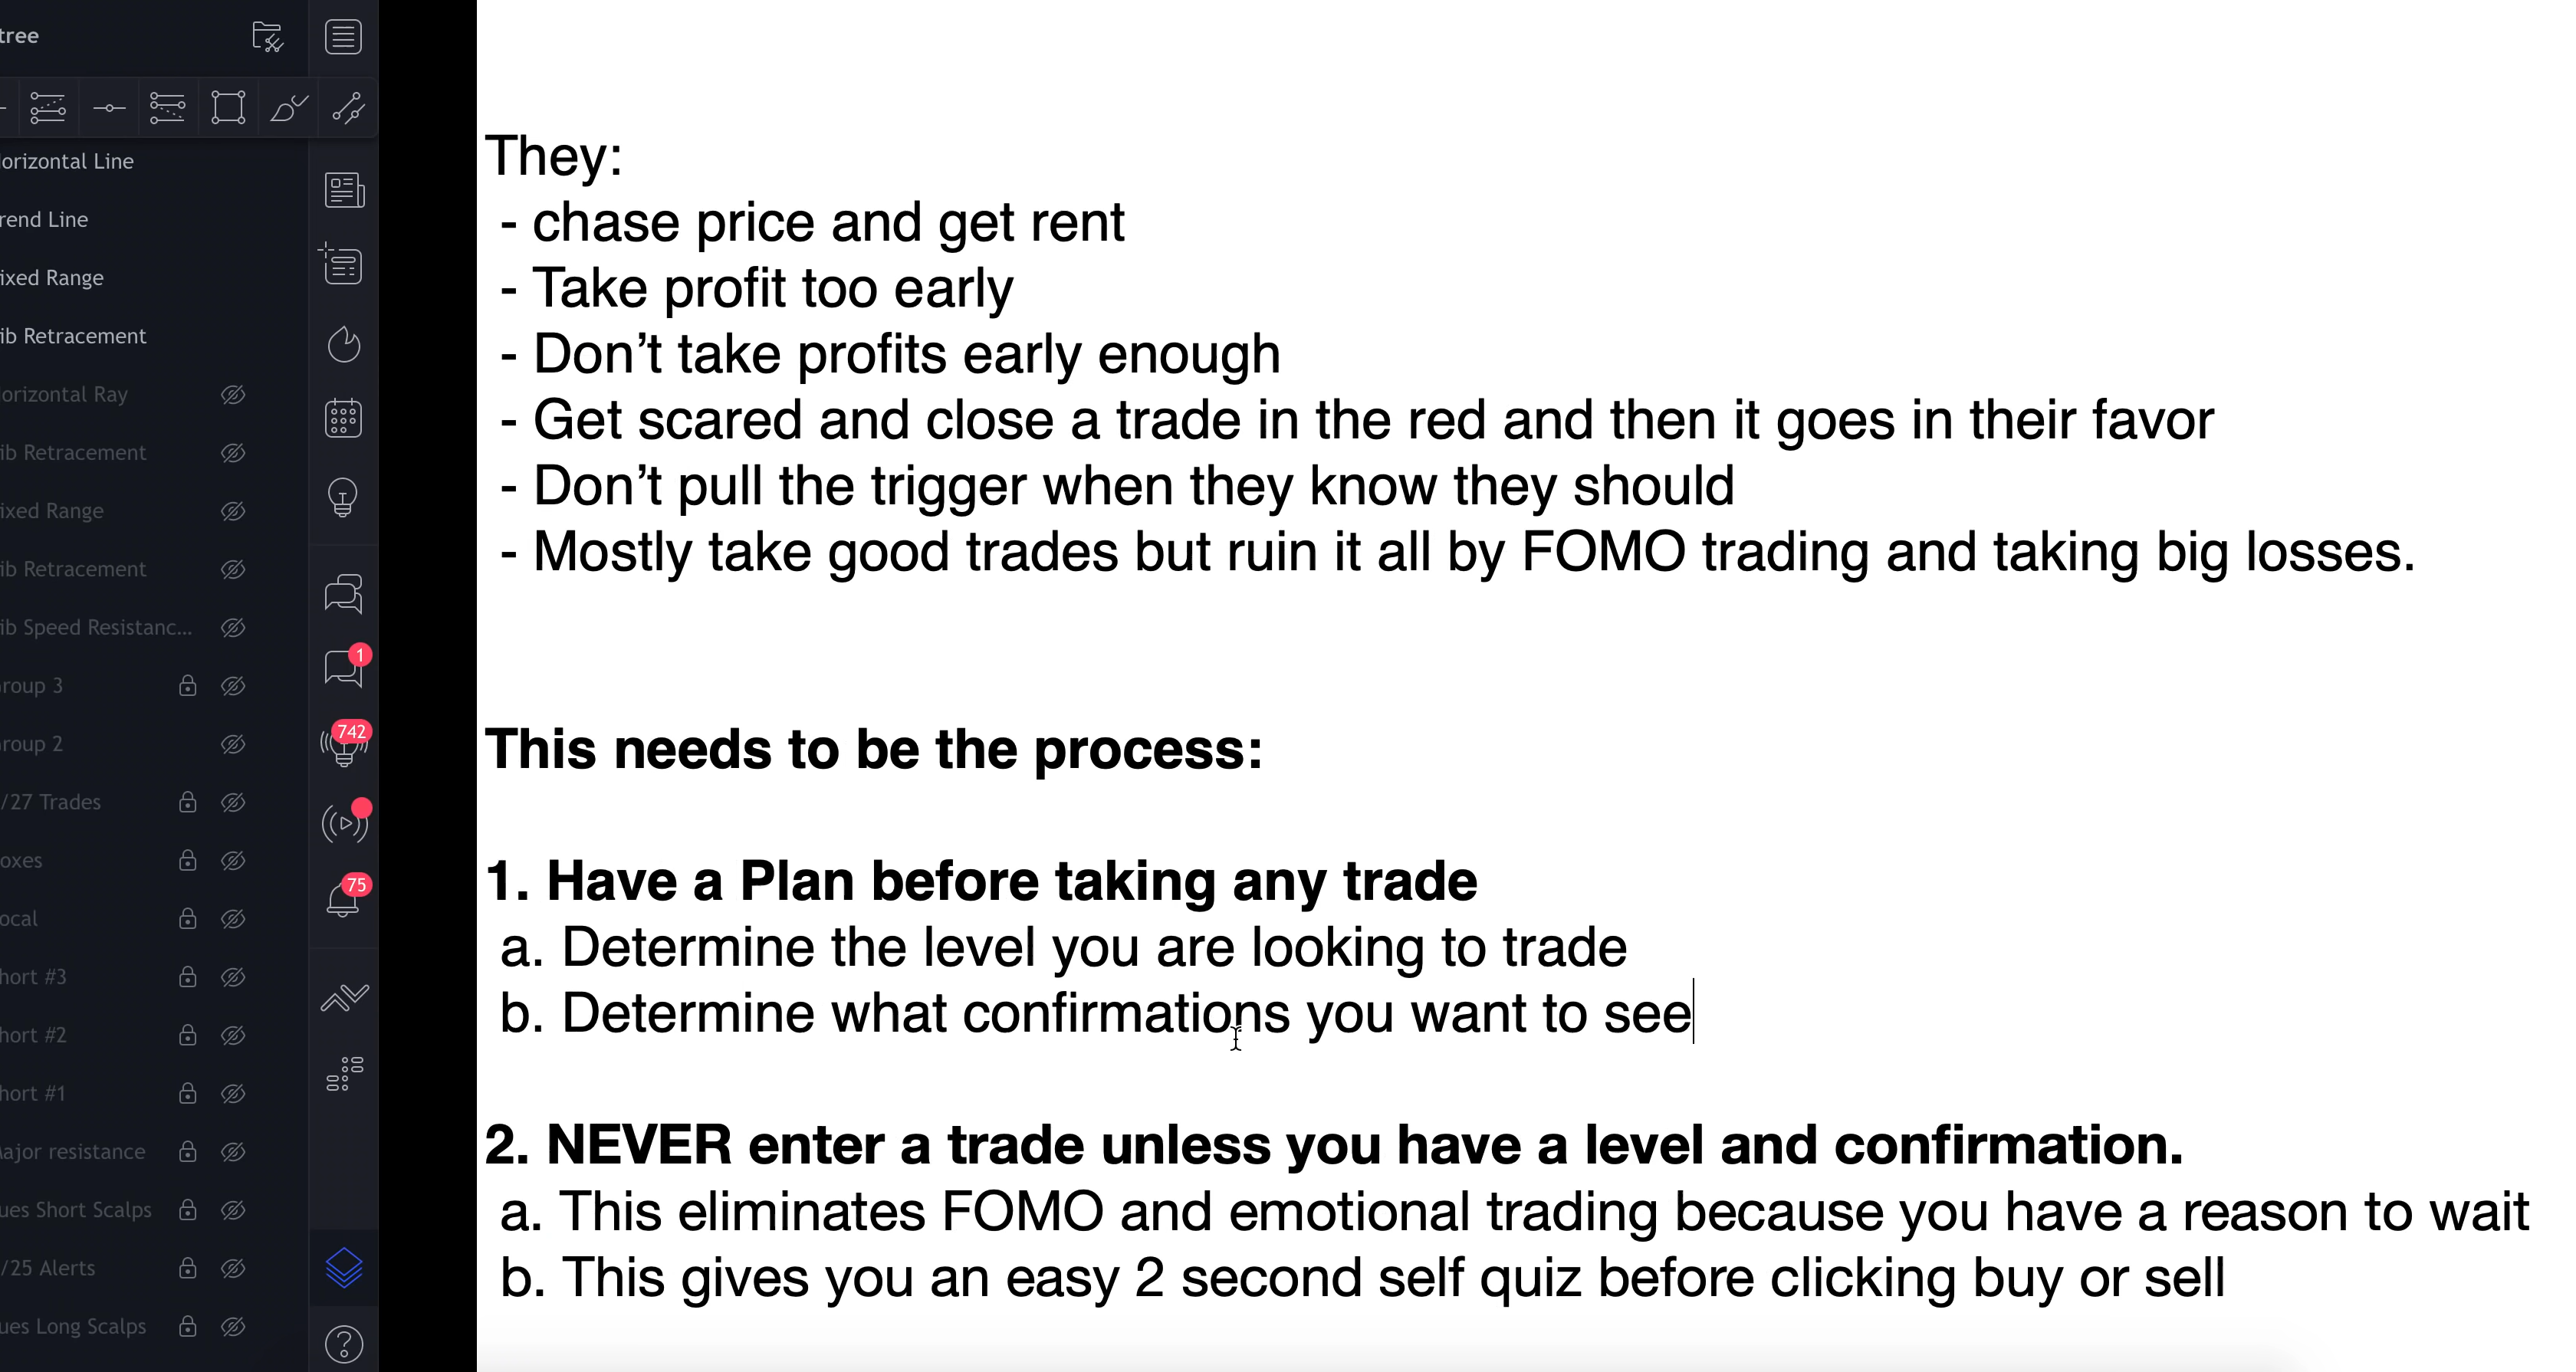 tree
orizontal Line
rend Line
ixed Range
ib Retracement
orizontal Ray
ib Retracement
ixed Range
ib Retracement
ib Speed Resistanc...
roup 3
1
roup 2
742
/27 Trades
oxes
75
ocal
hort #3
hort #2
hort #1
ajor resistance
ues Short Scalps
/25 Alerts
ues Long Scalps
They:
- chase price and get rent
- Take profit too early
- Don’t take profits early enough
- Get scared and close a trade in the red and then it goes in their favor
- Don’t pull the trigger when they know they should
- Mostly take good trades but ruin it all by FOMO trading and taking big losses.
This needs to be the process:
1. Have a Plan before taking any trade
a. Determine the level you are looking to trade
b. Determine what confirmations you want to see
2. NEVER enter a trade unless you have a level and confirmation.
a. This eliminates FOMO and emotional trading because you have a reason to wait
b. This gives you an easy 2 second self quiz before clicking buy or sell